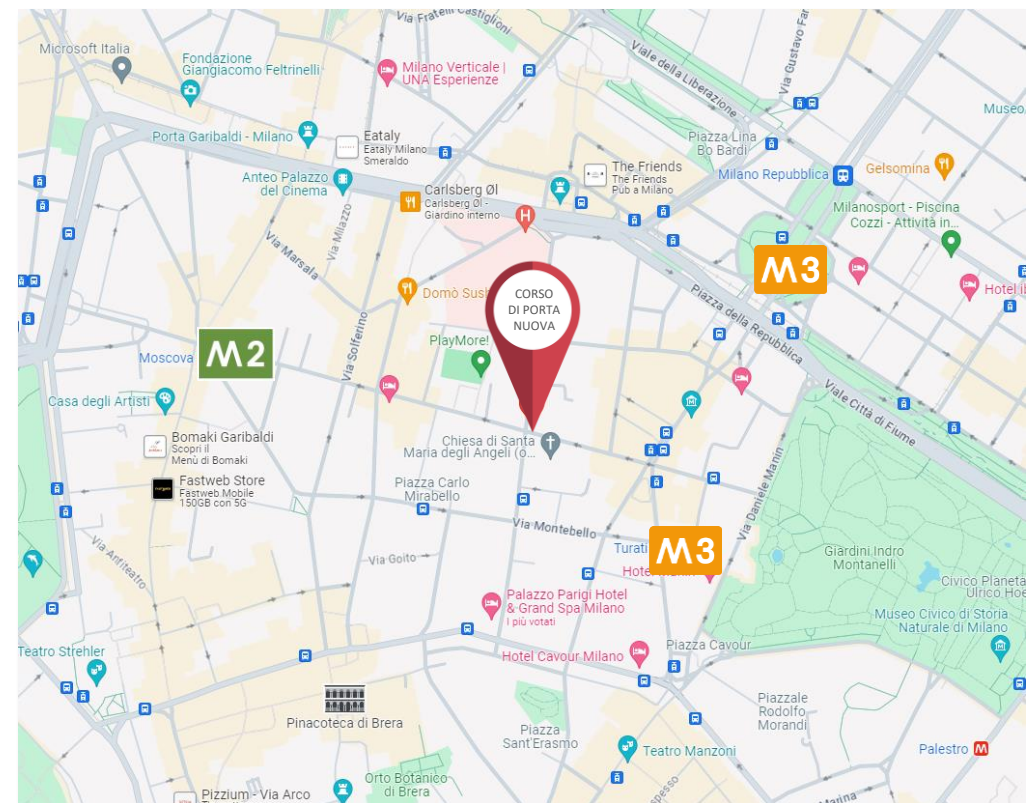 Via Fratelli Castiglioni
Microsoft Italia
Fondazione
Giangiacomo Feltrinelli
Milano Verticale |
UNA Esperienze
Viale della Liberazione
Via Gustavo Far
Museo
Porta Garibaldi - Milano
Eataly
Eataly Milano
Smeraldo
Piazza Lina
Bo Bardi
Anteo Palazzo
del Cinema
The Friends
The Friends
Pub a Milano
Milano Repubblica
Gelsomina
Carlsberg Øl
Carlsberg Øl -
Giardino interno
Via Milazzo
Via Marsala
H
Milanosport - Piscina
Cozzi - Attività in...
M3
Domò Sush
CORSO
DI PORTA
NUOVA
Hotel ib
Piazza della Repubblica
Via Solferino
PlayMore!
Moscova
M2
Casa degli Artisti
Viale Città di Fiume
Bomaki Garibaldi
Scopri il
Menù di Bomaki
Chiesa di Santa
Maria degli Angeli (o...
Fastweb Store
Fastweb.Mobile
150GB con 5G
Piazza Carlo
Mirabello
Via Daniele Manin
Via Montebello
Via Anfiteatro
Via Goito
Turati
M3
Hote
Giardini Indro
Montanelli
Civico Planeta
Ulrico Hoe
Palazzo Parigi Hotel
& Grand Spa Milano
I più votati
Museo Civico di Storia
Naturale di Milano
Teatro Strehler
Hotel Cavour Milano
Piazza Cavour
Pinacoteca di Brera
Piazzale
Rodolfo
Morandi
Piazza
Sant'Erasmo
Teatro Manzoni
Palestro
M
Orto Botanico
di Brera
Pizzium - Via Arco
spesso
Marina